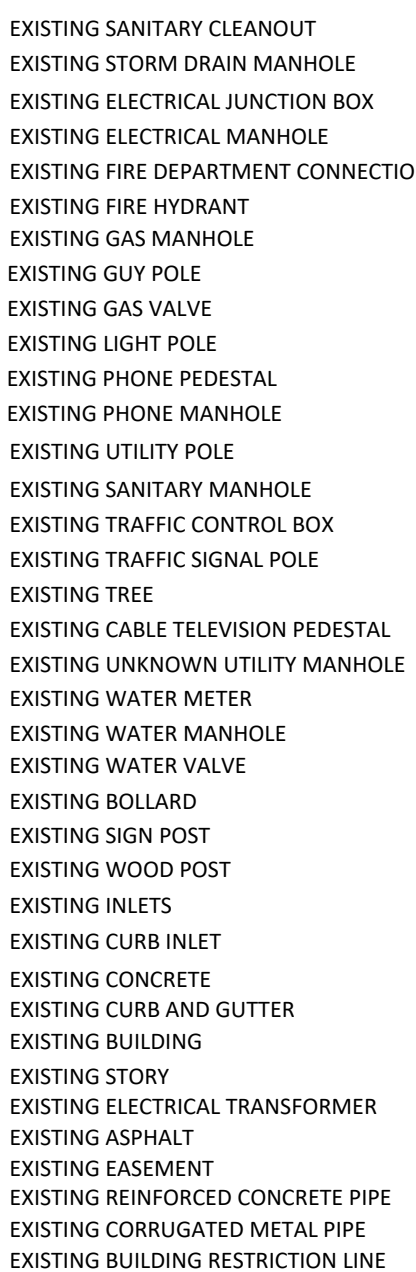 EXISTING SANITARY CLEANOUT
EXISTING STORM DRAIN MANHOLE
EXISTING ELECTRICAL JUNCTION BOX
EXISTING ELECTRICAL MANHOLE
EXISTING FIRE DEPARTMENT CONNECTIO
EXISTING FIRE HYDRANT
EXISTING GAS MANHOLE
EXISTING GUY POLE
EXISTING GAS VALVE
EXISTING LIGHT POLE
EXISTING PHONE PEDESTAL
EXISTING PHONE MANHOLE
EXISTING UTILITY POLE
EXISTING SANITARY MANHOLE
EXISTING TRAFFIC CONTROL BOX
EXISTING TRAFFIC SIGNAL POLE
EXISTING TREE
EXISTING CABLE TELEVISION PEDESTAL
EXISTING UNKNOWN UTILITY MANHOLE
EXISTING WATER METER
EXISTING WATER MANHOLE
EXISTING WATER VALVE
EXISTING BOLLARD
EXISTING SIGN POST
EXISTING WOOD POST
EXISTING INLETS
EXISTING CURB INLET
EXISTING CONCRETE
EXISTING CURB AND GUTTER
EXISTING BUILDING
EXISTING STORY
EXISTING ELECTRICAL TRANSFORMER
EXISTING ASPHALT
EXISTING EASEMENT
EXISTING REINFORCED CONCRETE PIPE
EXISTING CORRUGATED METAL PIPE
EXISTING BUILDING RESTRICTION LINE